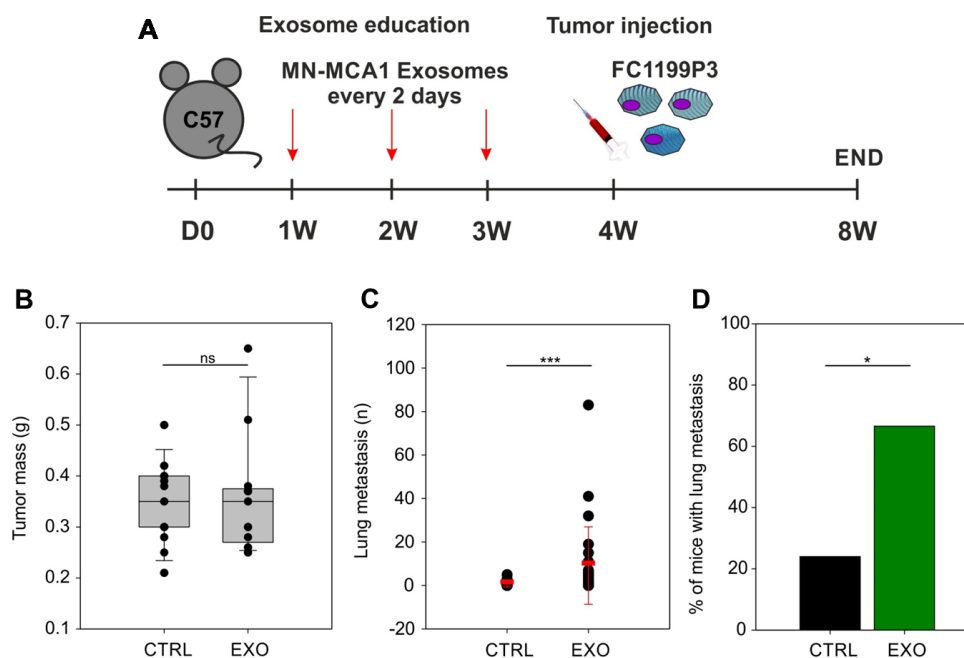 A
Exosome education
Tumor injection
MN-MCA1 Exosomes
every 2 days
FC1199P3
C57
END
D0
1W
2W
3W
4W
8W
B
Tumor mass (g)
0.7
0.6
0.5
0.4
0.3
0.2
0.1
ns
CTRL
EXO
C
Lung metastasis (n)
120
100
80
60
40
20
0
-20
***
CTRL
EXO
D
% of mice with lung metastasis
100
80
60
40
20
0
*
CTRL
EXO